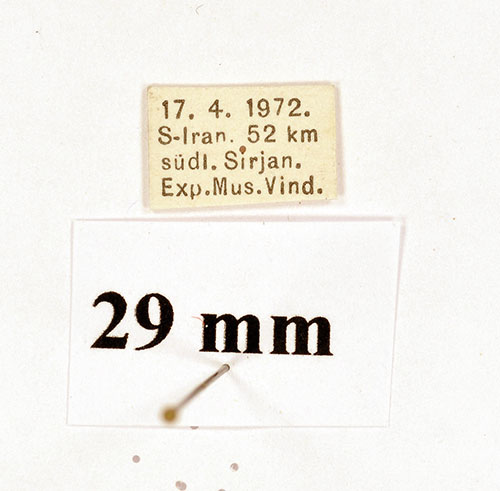 17. 4. 1972.
S-Iran. 52 km
südl. Sirjan.
Exp.Mus.Vind.
29 mm